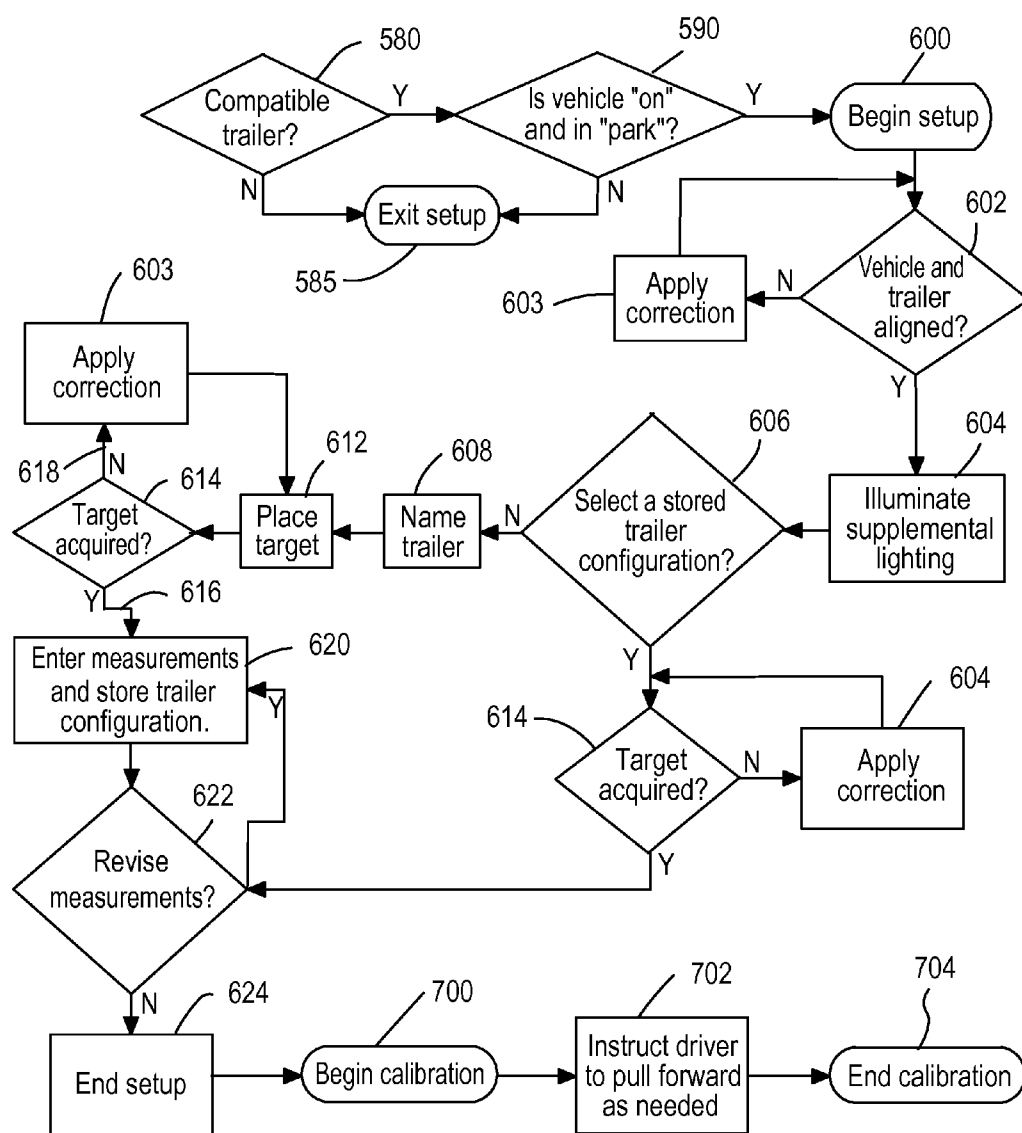 580
590
600
Compatible
trailer?
Y
Is vehicle "on"
and in "park"?
Y
Begin setup
N
N
Exit setup
585
602
603
Apply
correction
603
N
Vehicle and
trailer
aligned?
Y
Apply
correction
618
N
614
612
608
606
604
Target
acquired?
Place
target
Name
trailer
N
Select a stored
trailer
configuration?
Illuminate
supplemental
lighting
Y
616
Enter measurements
and store trailer
configuration.
620
Y
Y
614
604
Target
acquired?
N
Apply
correction
622
Revise
measurements?
Y
N
624
700
702
704
End setup
Begin calibration
Instruct driver
to pull forward
as needed
End calibration